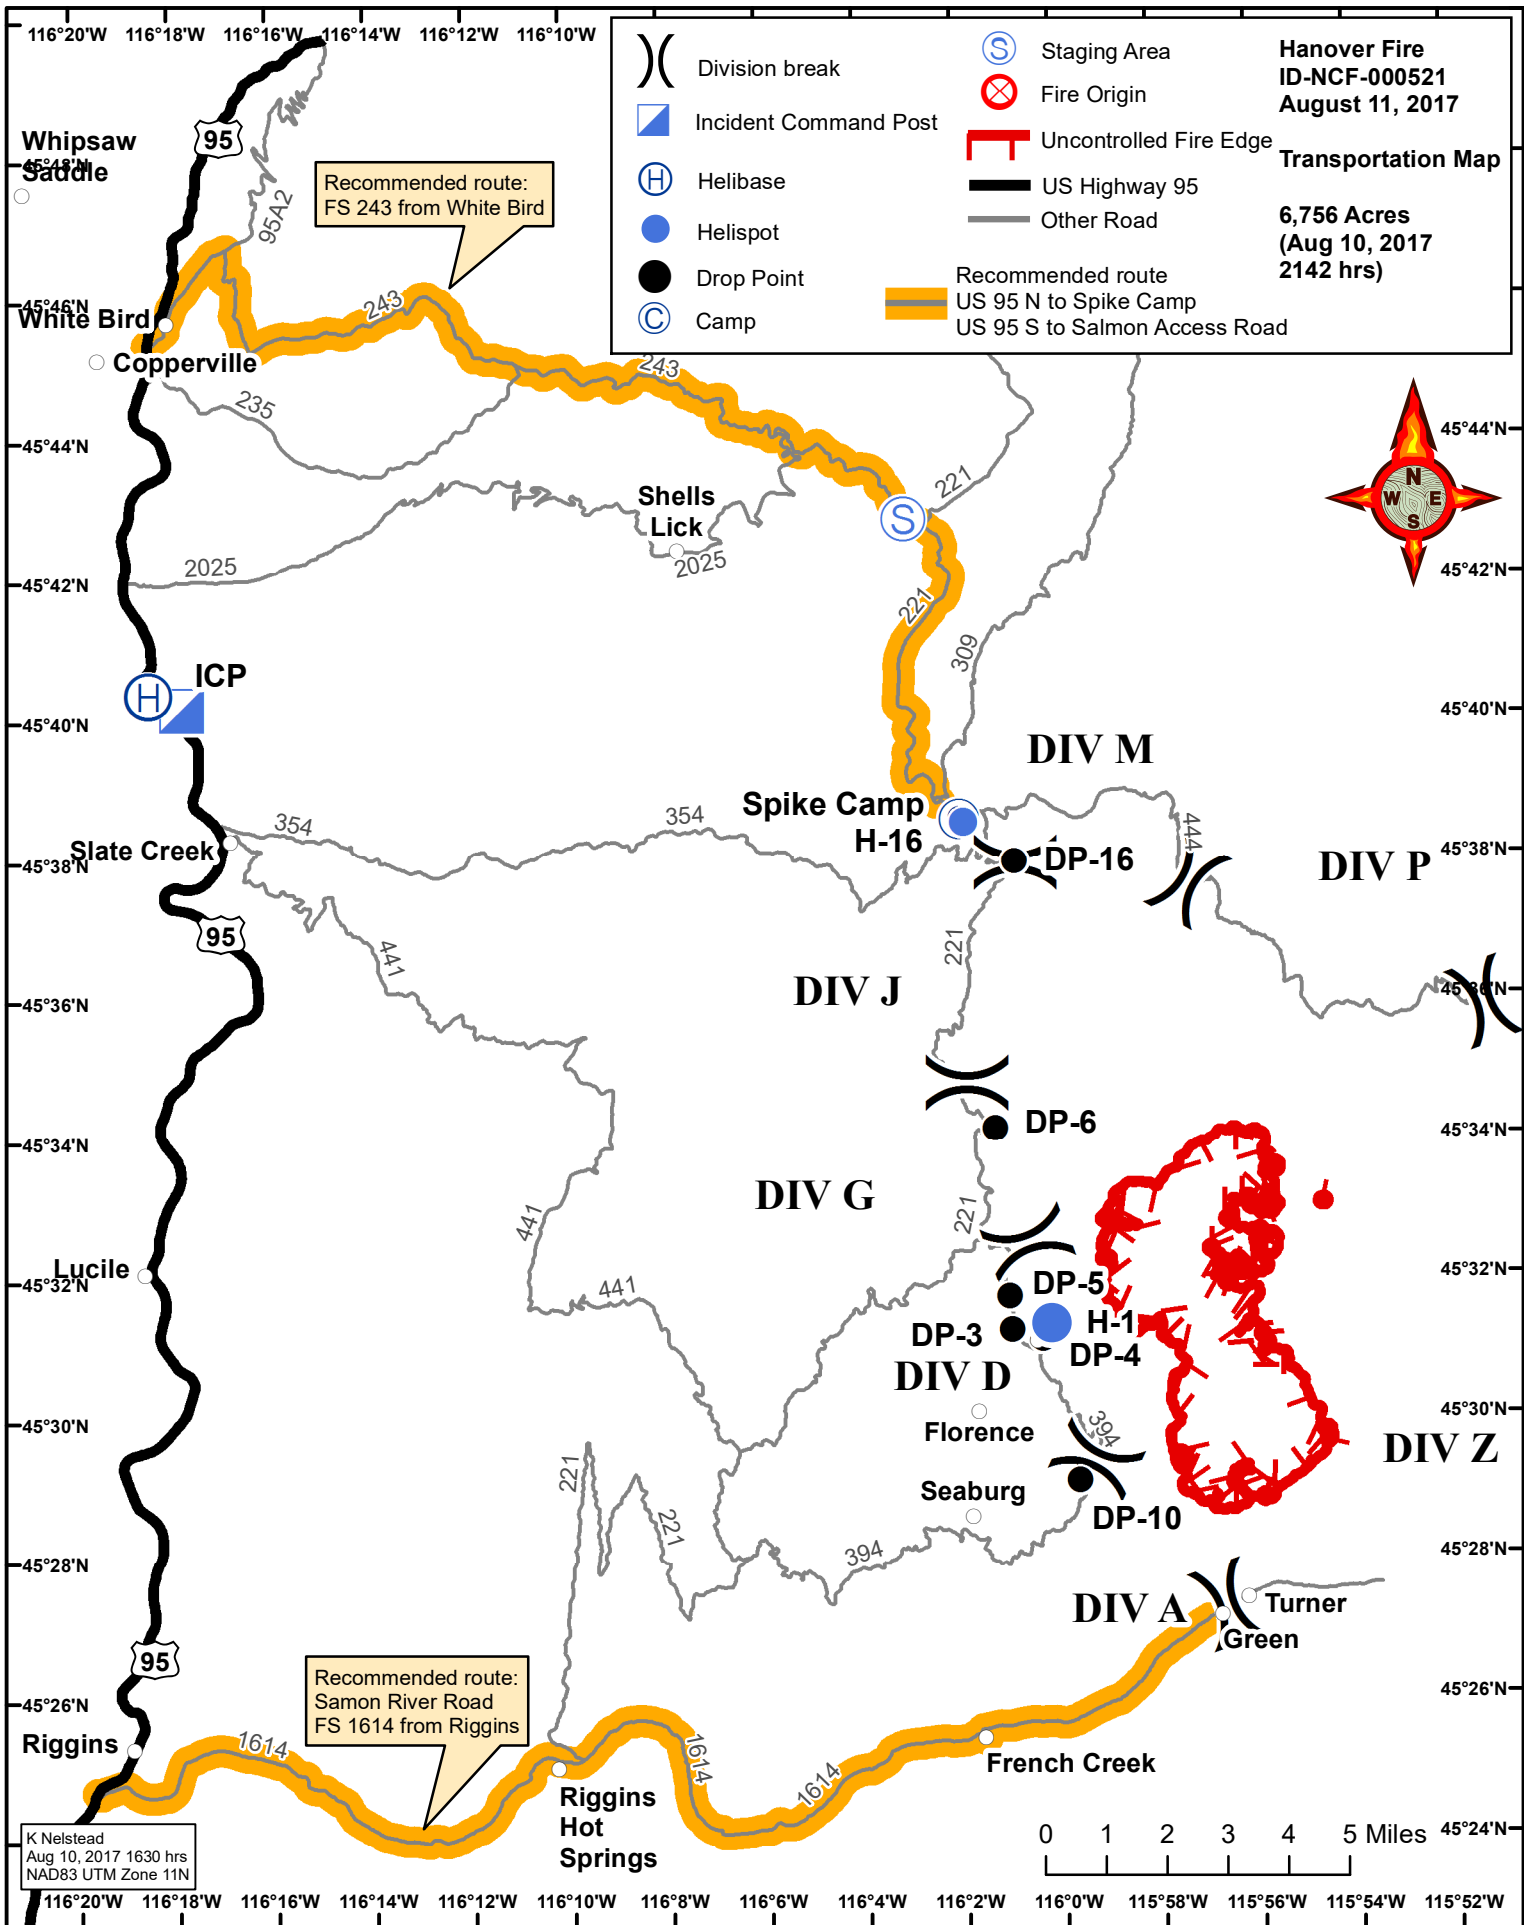 116°20'W 116°18'W 116°16'W 116°14'W 116°12'W 116°10'W
Division break
Incident Command Post
Helibase
Helispot
Drop Point
Camp
S Staging Area
Fire Origin
Uncontrolled Fire Edge
US Highway 95
Other Road
Recommended route
US 95 N to Spike Camp
US 95 S to Salmon Access Road
H
C
Hanover Fire
ID-NCF-000521
August 11, 2017
Transportation Map
6,756 Acres
(Aug 10, 2017
2142 hrs)
95
Whipsaw
Saddle
45°48'N
95A2
Recommended route:
FS 243 from White Bird
45°46'N
White Bird
243
Copperville
243
235
45°44'N
45°44'N
N
W E
S
Shells
Lick
221
S
2025
2025
45°42'N
45°42'N
221
309
ICP
H
45°40'N
45°40'N
DIV M
Spike Camp
H-16
354
354
444
Slate Creek
45°38'N
45°38'N
DP-16
DIV P
95
441
221
DIV J
45°36'N
45°36'N
DP-6
45°34'N
45°34'N
DIV G
441
221
Lucile
45°32'N
45°32'N
441
DP-5
H-1
DP-3
DP-4
DIV D
45°30'N
45°30'N
Florence
394
DIV Z
221
Seaburg
221
DP-10
45°28'N
45°28'N
394
DIV A
Turner
Green
95
Recommended route:
Samon River Road
FS 1614 from Riggins
45°26'N
45°26'N
Riggins
1614
1614
1614
French Creek
Riggins
Hot
Springs
45°24'N
0 1 2 3 4 5 Miles
K Nelstead
Aug 10, 2017 1630 hrs
NAD83 UTM Zone 11N
116°20'W 116°18'W 116°16'W 116°14'W 116°12'W 116°10'W 116°8'W 116°6'W 116°4'W 116°2'W 116°0'W 115°58'W 115°56'W 115°54'W 115°52'W